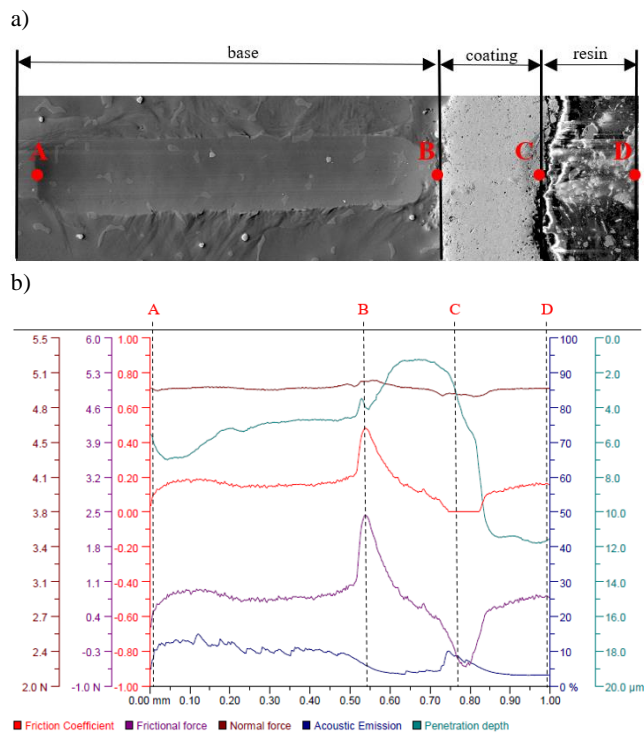 a)
base coating resin
A B C D
b)
A B C D
5.5 6.0 1.00 100 0.0
5.1 5.3 0.80 90 2.0
4.8 4.6 0.60 80 4.0
4.5 3.9 0.40 70 6.0
4.1 3.2 0.20 60 8.0
3.8 2.5 0.00 50 10.0
3.4 1.8 -0.20 40 12.0
3.1 1.1 -0.40 30 14.0
2.7 0.4 -0.60 20 16.0
2.4 -0.3 -0.80 10 18.0
2.0 N -1.0 N -1.00 0 % 20.0 µm
0.00 mm 0.10 0.20 0.30 0.40 0.50 0.60 0.70 0.80 0.90 1.00
Friction Coefficient Frictional force Normal force Acoustic Emission Penetration depth